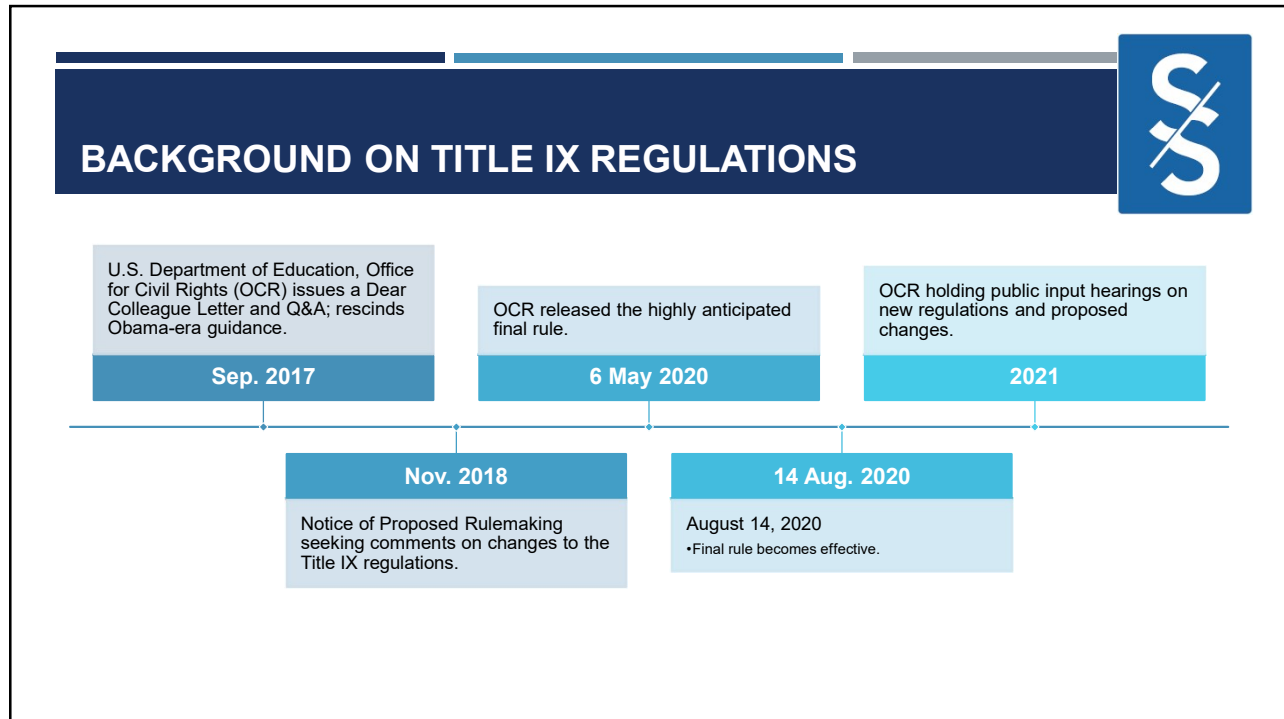 BACKGROUND ON TITLE IX REGULATIONS
S
S
U.S. Department of Education, Office
for Civil Rights (OCR) issues a Dear
Colleague Letter and Q&A; rescinds
Obama-era guidance.
Sep. 2017
Nov. 2018
Notice of Proposed Rulemaking
seeking comments on changes to the
Title IX regulations.
OCR released the highly anticipated
final rule.
6 May 2020
14 Aug. 2020
August 14, 2020
•Final rule becomes effective.
OCR holding public input hearings on
new regulations and proposed
changes.
2021